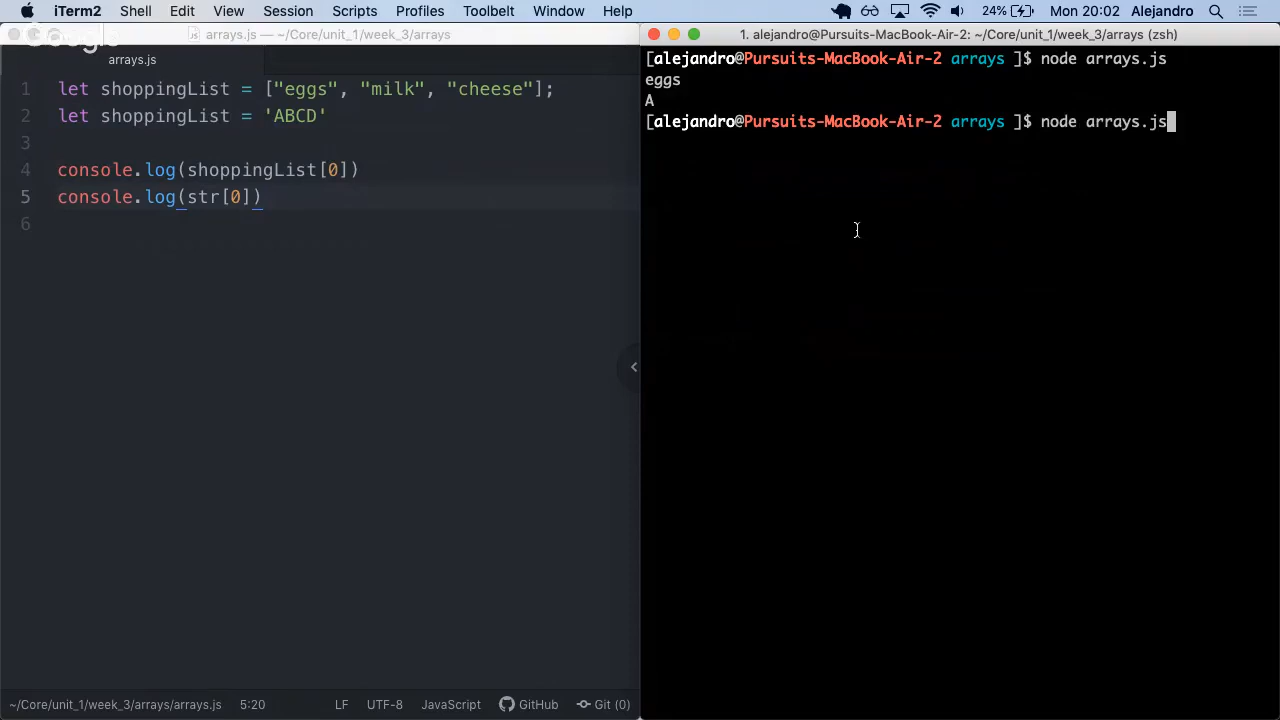 iTerm2 Shell Edit View Session Scripts Profiles Toolbelt Window Help 24% Mon 20:02 Alejandro
arrays.js — ~/Core/unit_1/week_3/arrays
arrays.js
1 let shoppingList = ["eggs", "milk", "cheese"];
2 let shoppingList = 'ABCD'
3
4 console.log(shoppingList[0])
5 console.log(str[0])
6
~/Core/unit_1/week_3/arrays/arrays.js 5:20 LF UTF-8 JavaScript GitHub Git (0)
1. alejandro@Pursuits-MacBook-Air-2: ~/Core/unit_1/week_3/arrays (zsh)
[alejandro@Pursuits-MacBook-Air-2 arrays ]$ node arrays.js
eggs
A
[alejandro@Pursuits-MacBook-Air-2 arrays ]$ node arrays.js